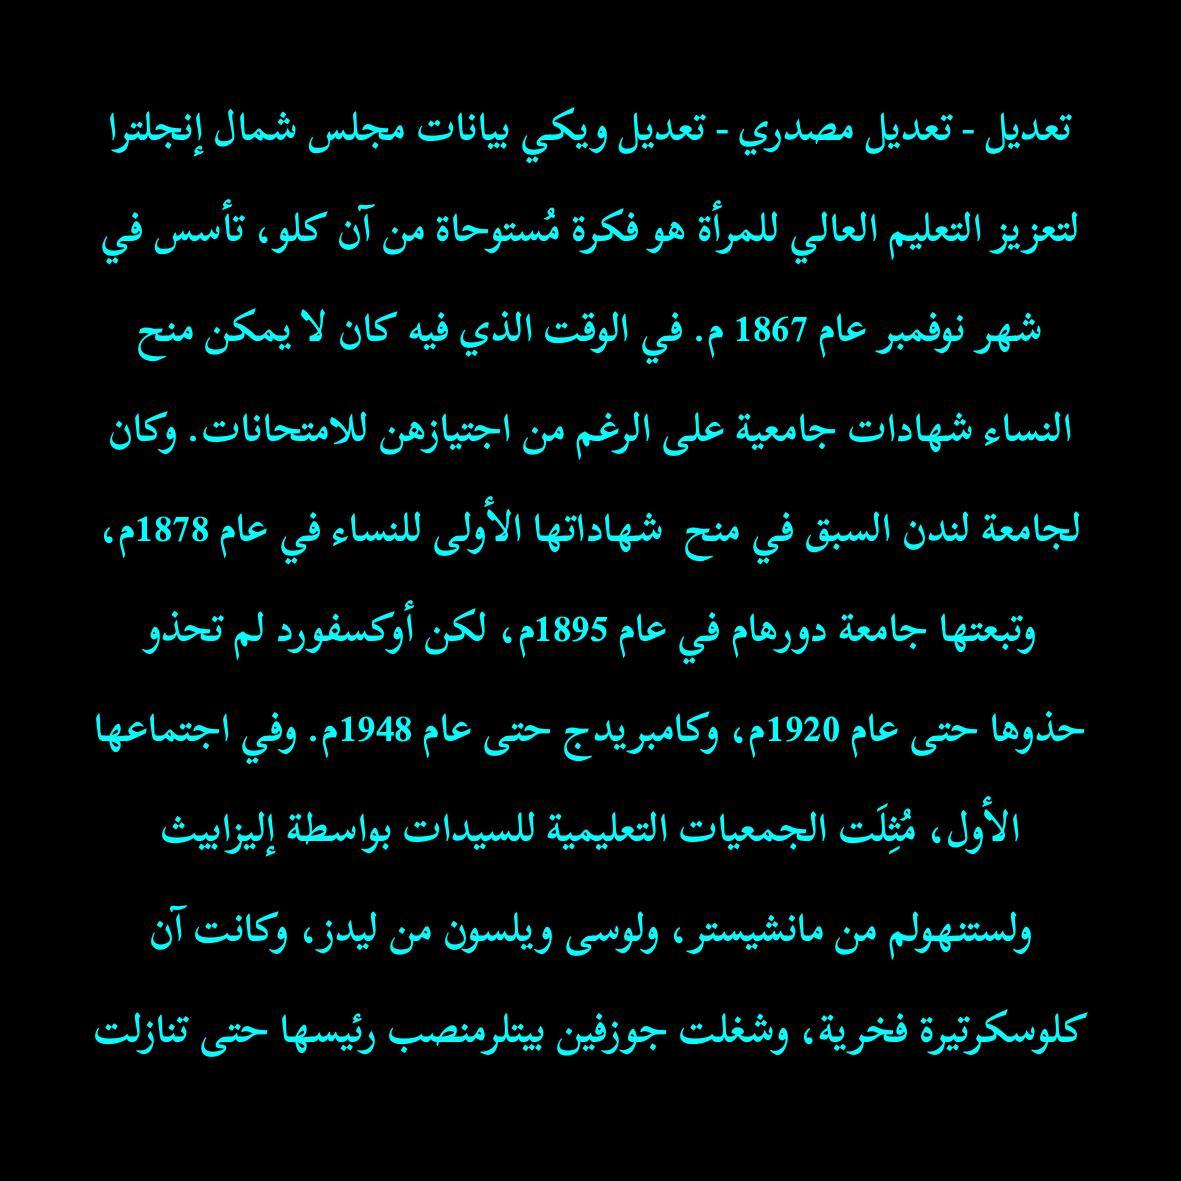 تعديل - تعديل مصدري - تعديل ويكي بيانات مجلس شمال إنجلترا
لتعزيز التعليم العالي للمرأة هو فكرة مُستوحاة من آن كلو، تأسس في
شهر نوفمبر عام 1867 م. في الوقت الذي فيه كان لا يمكن منح
النساء شهادات جامعية على الرغم من اجتيازهن للامتحانات. وكان
لجامعة لندن السبق في منح  شهاداتها الأولى للنساء في عام 1878م،
وتبعتها جامعة دورهام في عام 1895م، لكن أوكسفورد لم تحذو
حذوها حتى عام 1920م، وكامبريدج حتى عام 1948م. وفي اجتماعها
الأول، مُثِلَت الجمعيات التعليمية للسيدات بواسطة إليزابيث
ولستنهولم من مانشيستر، ولوسى ويلسون من ليدز، وكانت آن
كلوسكرتيرة فخرية، وشغلت جوزفين بيتلرمنصب رئيسها حتى تنازلت